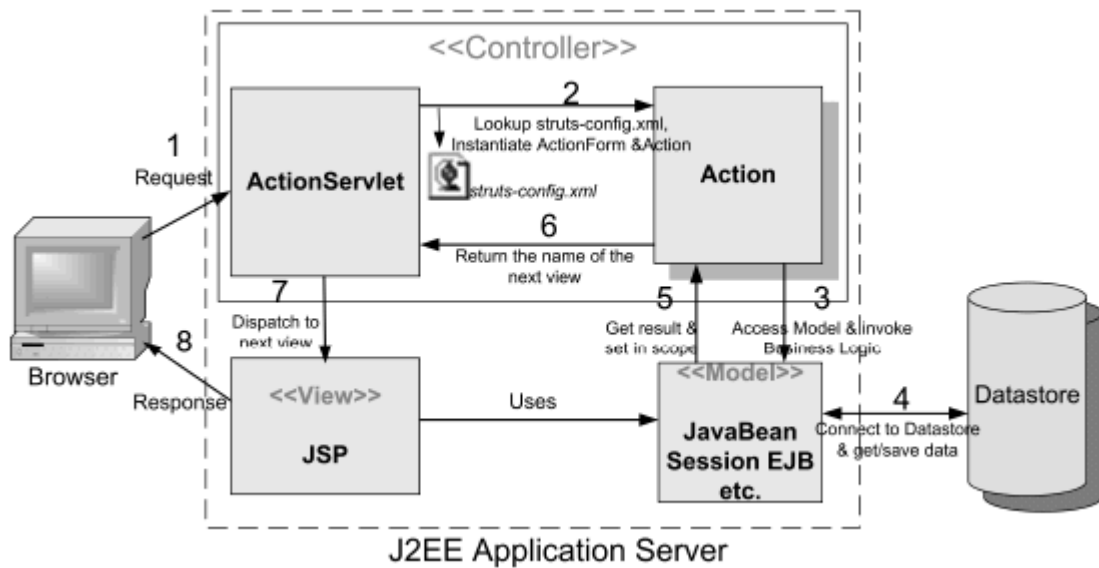 <<Controller>>
2
Lookup struts-config.xml,
Instantiate ActionForm &Action
1
Request
ActionServlet
struts-config.xml
Action
6
Return the name of the
next view
7
Dispatch to
next view
5
Get result &
set in scope
3
Access Model &invoke
Business Logic
8
Browser
Response
<<View>>
JSP
Uses
<<Model>>
JavaBean
Session EJB
etc.
4
Connect to Datastore
& get/save data
Datastore
J2EE Application Server